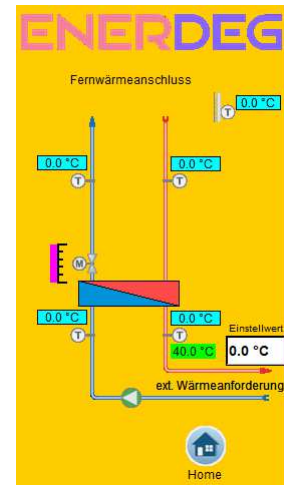 ENERDEG
Fernwärmeanschluss
0.0 °C
T
0.0 °C
0.0 °C
T
T
M
0.0 °C
0.0 °C
T
T
Einstellwert
40.0 °C
0.0 °C
ext. Wärmeanforderung
Home